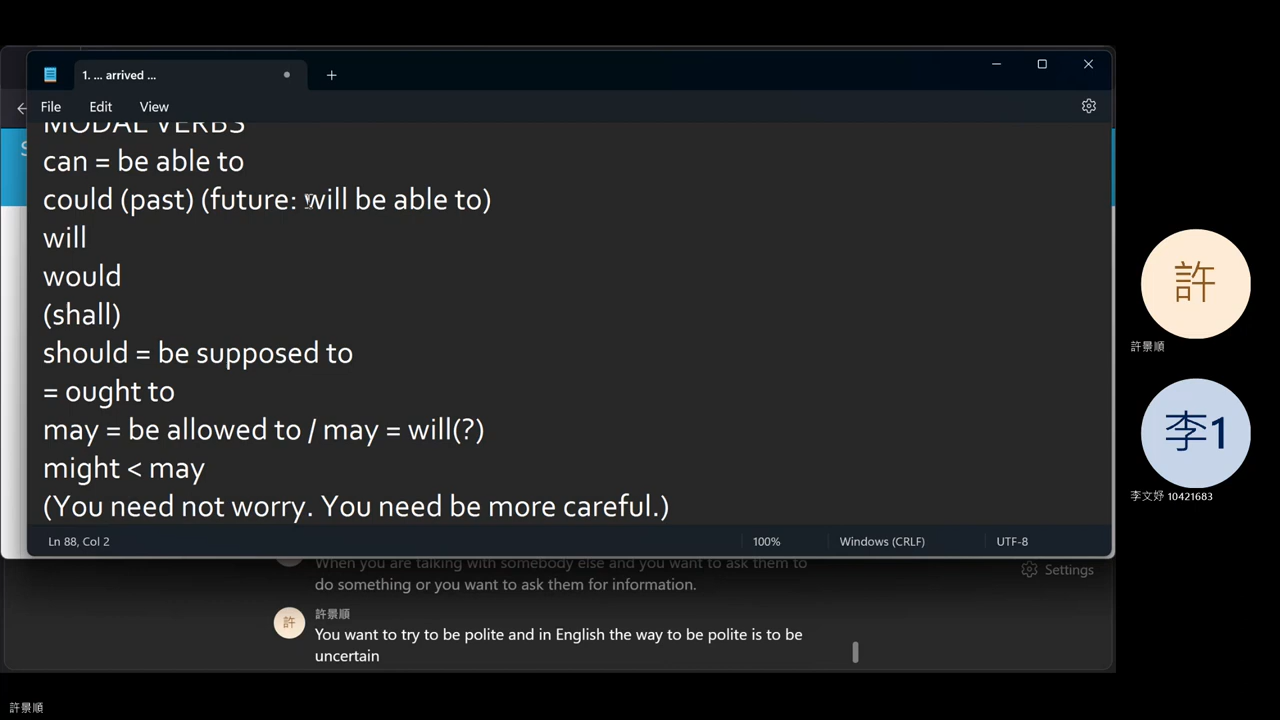 1. ... arrived ...
File Edit View
MODAL VERBS
can = be able to
could (past) (future: will be able to)
will
would
(shall)
should = be supposed to
= ought to
may = be allowed to / may = will(?)
might < may
(You need not worry. You need be more careful.)
Ln 88, Col 2 100% Windows (CRLF) UTF-8
When you are talking with somebody else and you want to ask them to
do something or you want to ask them for information.
Settings
許景順
許
You want to try to be polite and in English the way to be polite is to be
uncertain
許
許景順
李1
李文妤 10421683
許景順